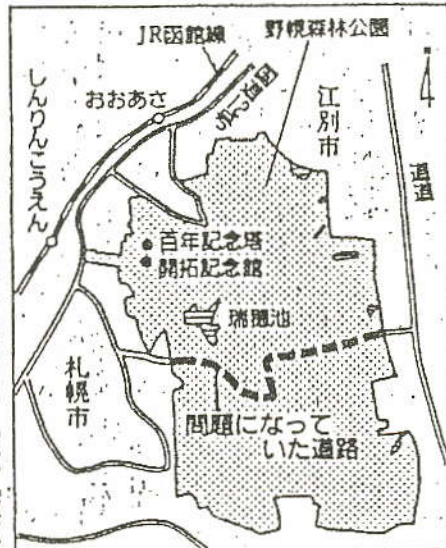 JR函館線
野幌森林公園
しんりんこうえん
おおあさ
江別市
道道
百年記念塔
開拓記念館
瑞穂池
札幌市
問題になって
いた道路